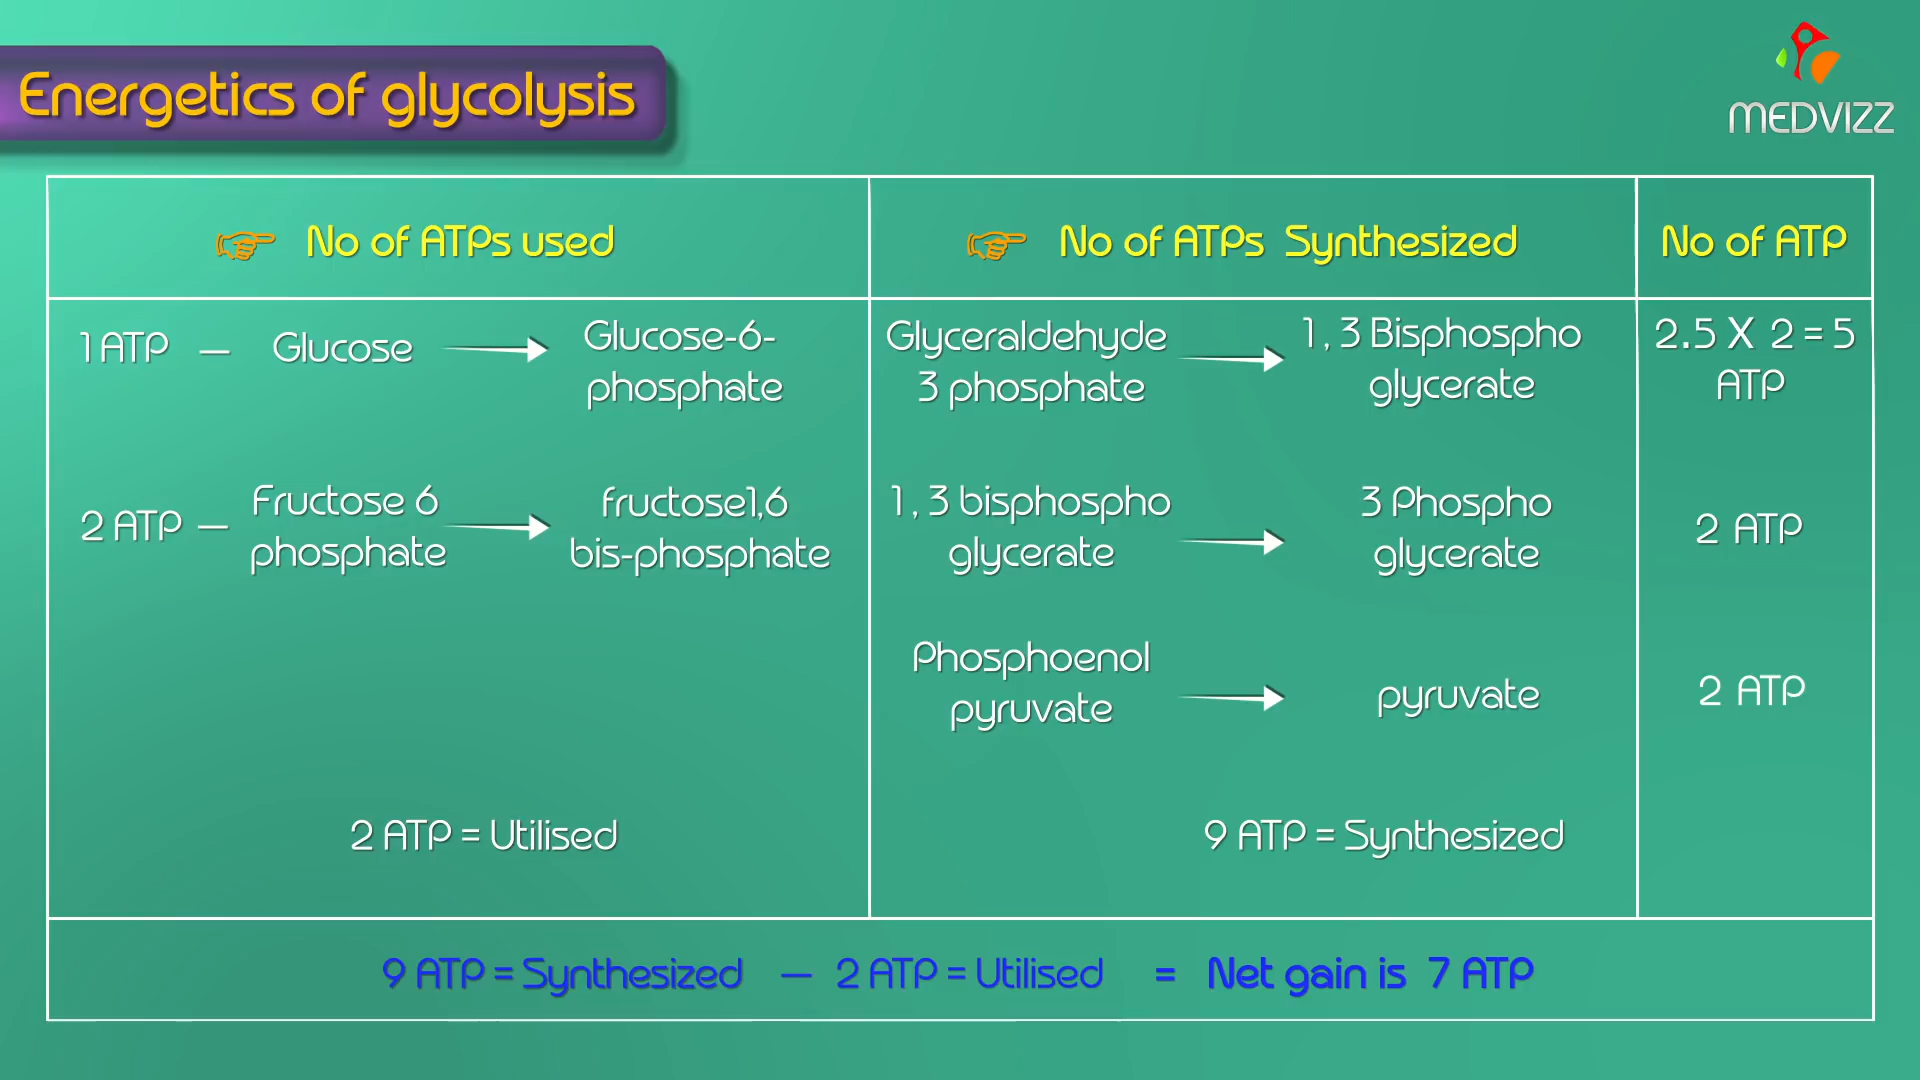 Energetics of glycolysis
MEDVIZZ
No of ATPs used
No of ATPs Synthesized
No of ATP
1 ATP — Glucose
Glucose-6-
phosphate
Glyceraldehyde
3 phosphate
1, 3 Bisphospho
glycerate
2.5 X 2 = 5
ATP
2 ATP —
Fructose 6
phosphate
fructose1,6
bis-phosphate
1, 3 bisphospho
glycerate
3 Phospho
glycerate
2 ATP
Phosphoenol
pyruvate
pyruvate
2 ATP
2 ATP = Utilised
9 ATP = Synthesized
9 ATP = Synthesized — 2 ATP = Utilised = Net gain is 7 ATP